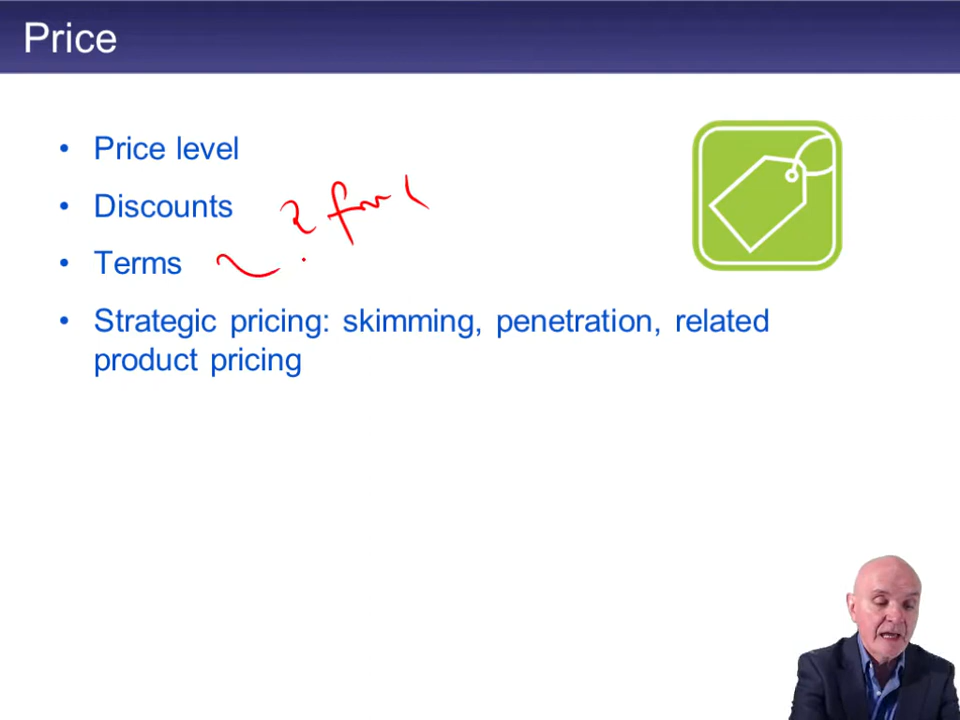 Price
• Price level
• Discounts 2 for 1
• Terms
• Strategic pricing: skimming, penetration, related
product pricing